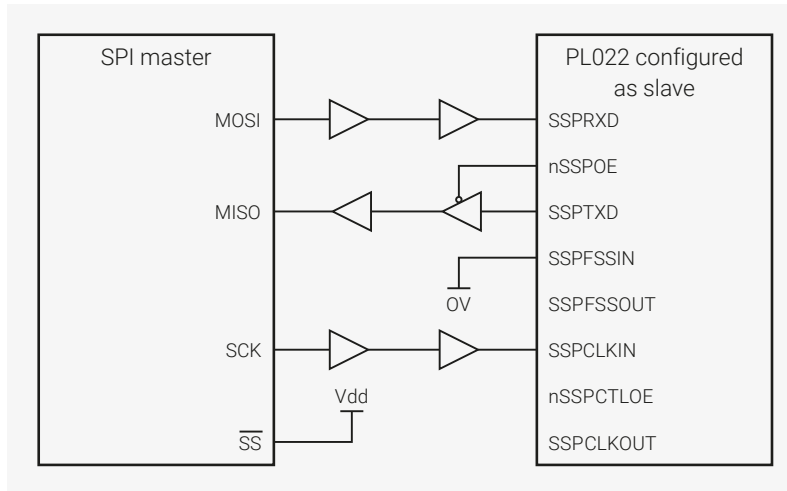 SPI master
PL022 configured
as slave
MOSI
SSPRXD
nSSPOE
MISO
SSPTXD
SSPFSSIN
0V
SSPFSSOUT
SCK
SSPCLKIN
Vdd
nSSPCTLOE
SS
SSPCLKOUT